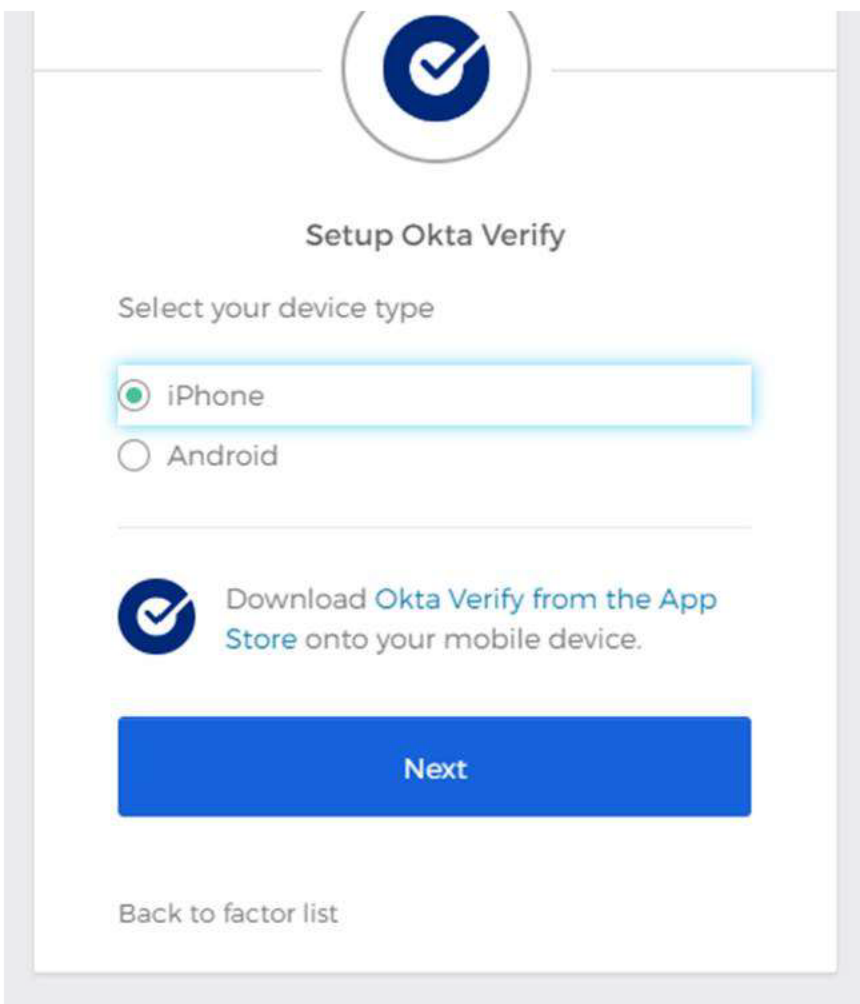 Setup Okta Verify
Select your device type
iPhone
Android
Download Okta Verify from the App
Store onto your mobile device.
Next
Back to factor list